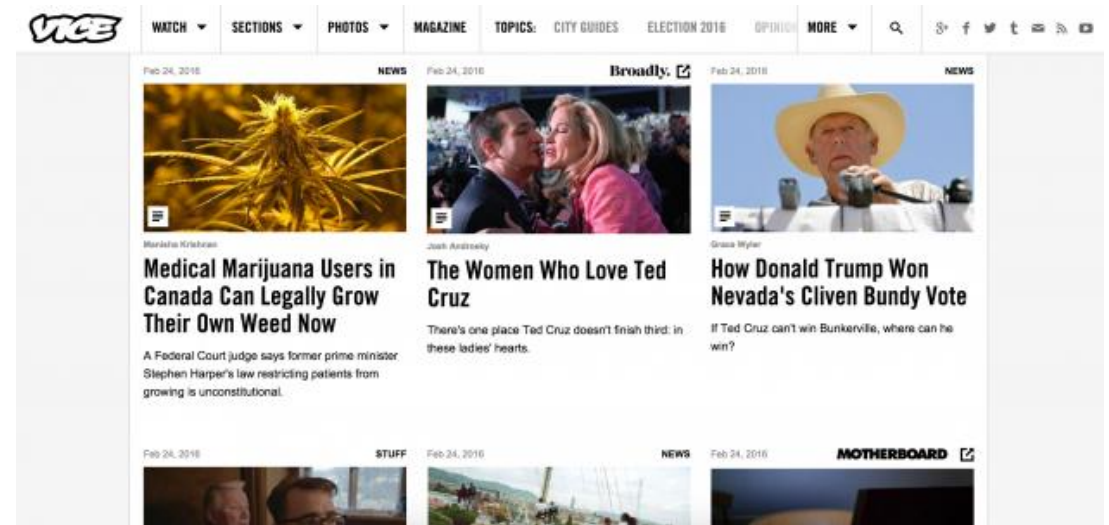 VICE
WATCH
SECTIONS
PHOTOS
MAGAZINE
TOPICS: CITY GUIDES ELECTION 2016 OPINION
MORE
g+ f t
Feb 24, 2016 NEWS
Manisha Krishnan
Medical Marijuana Users in
Canada Can Legally Grow
Their Own Weed Now
A Federal Court judge says former prime minister
Stephen Harper's law restricting patients from
growing is unconstitutional.
Feb 24, 2016 Broadly.
Josh Androsky
The Women Who Love Ted
Cruz
There's one place Ted Cruz doesn't finish third: in
these ladies' hearts.
Feb 24, 2016 NEWS
Grace Wyler
How Donald Trump Won
Nevada's Cliven Bundy Vote
If Ted Cruz can't win Bunkerville, where can he
win?
Feb 24, 2016 STUFF
Feb 24, 2016 NEWS
Feb 24, 2016 MOTHERBOARD